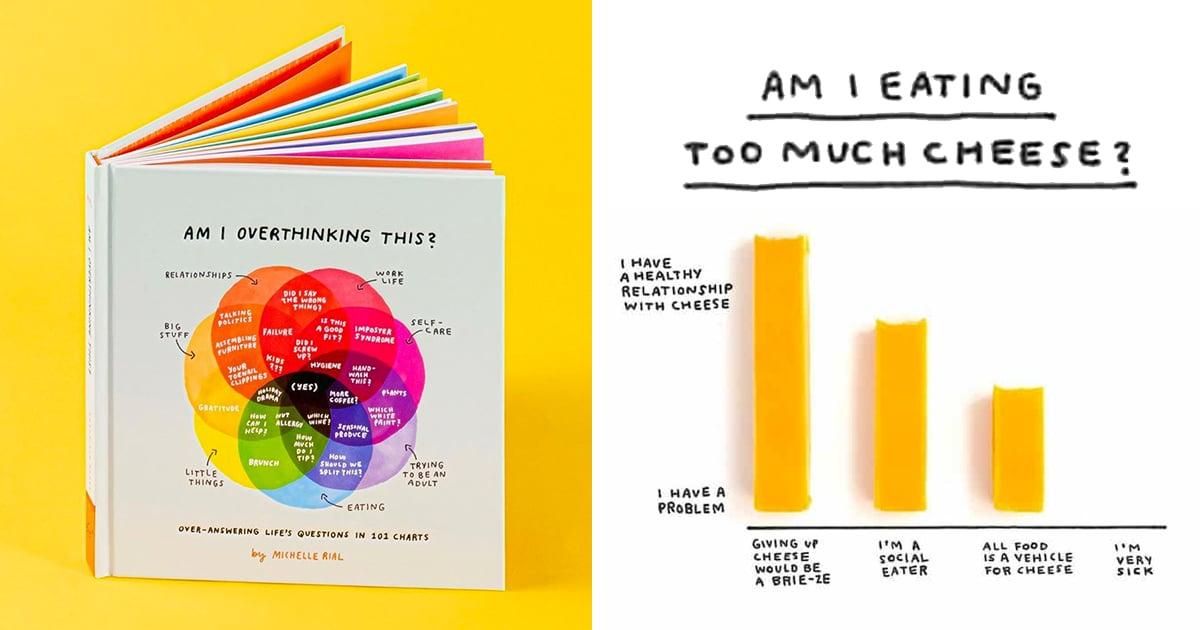 AM I OVERTHINKING THIS?
RELATIONSHIPS
WORK
LIFE
BIG
STUFF
SELF-
CARE
DID I SAY
THE WRONG
THING?
TALKING
POLITICS
FAILURE
IS THIS
A GOOD
FIT?
IMPOSTER
SYNDROME
ASSEMBLING
FURNITURE
DID I
SCREW
UP?
YOUR
TOENAIL
CLIPPINGS
KIDS
???
HYGIENE
HAND-
WASH
THIS?
(YES)
HOLIDAY
DRAMA
MORE
COFFEE?
PLANTS
GRATITUDE
HOW
CAN I
HELP?
NUT
ALLERGY
WHICH
WINE?
SEASONAL
PRODUCE
WHICH
WHITE
PAINT?
HOW
MUCH
DO I
TIP?
BRUNCH
HOW
SHOULD WE
SPLIT THIS?
LITTLE
THINGS
TRYING
TO BE AN
ADULT
EATING
OVER-ANSWERING LIFE'S QUESTIONS IN 101 CHARTS
by MICHELLE RIAL
AM I EATING
TOO MUCH CHEESE?
I HAVE
A HEALTHY
RELATIONSHIP
WITH CHEESE
I HAVE A
PROBLEM
GIVING UP
CHEESE
WOULD BE
A BRIE-ZE
I'M A
SOCIAL
EATER
ALL FOOD
IS A VEHICLE
FOR CHEESE
I'M
VERY
SICK